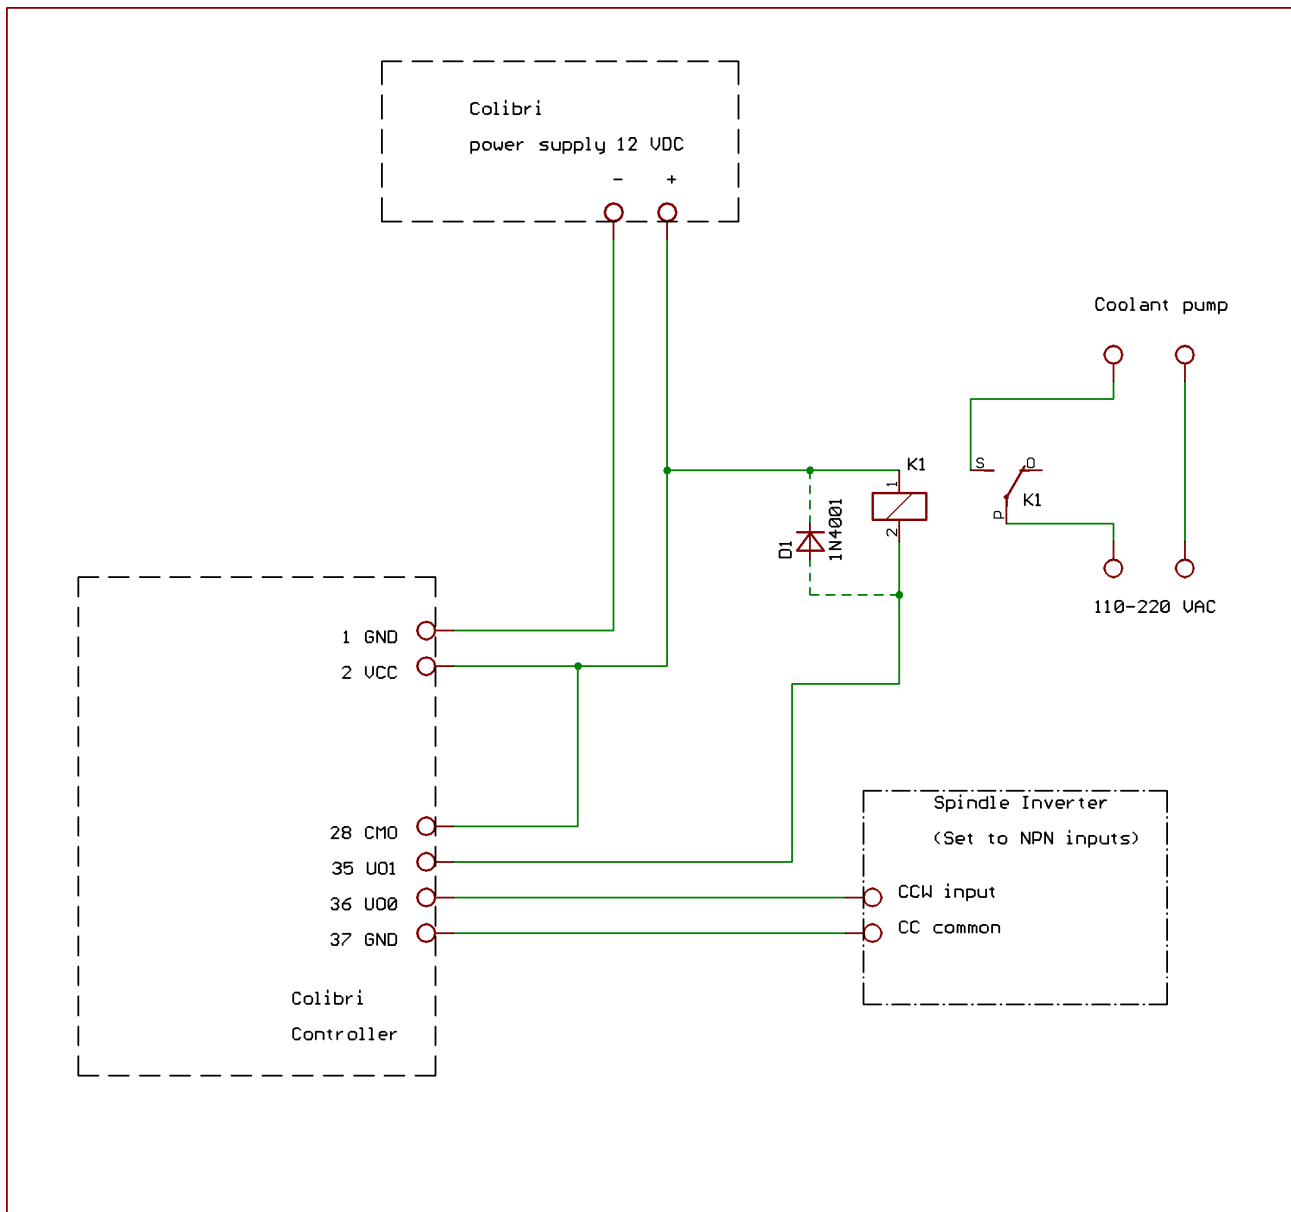 Colibri
power supply 12 VDC
- +
Coolant pump
K1
1
2
D1
1N4001
S
O
K1
P
110-220 VAC
1 GND
2 VCC
28 CMO
35 UO1
36 UO0
37 GND
Colibri
Controller
Spindle Inverter
(Set to NPN inputs)
CCW input
CC common